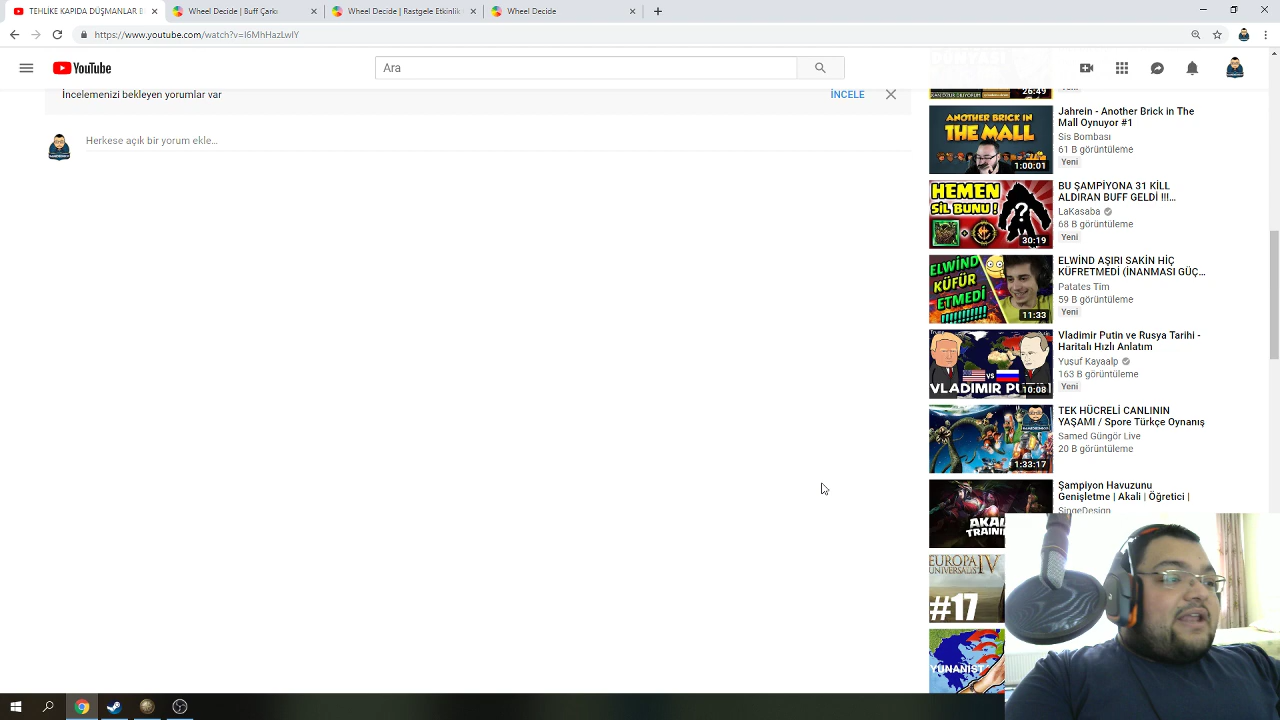 TEHLİKE KAPIDA DÜŞMANLAR B
Wheel Decide | Buff Çarkı
Wheel Decide | Rastgele Etkinlik
Wheel Decide
https://www.youtube.com/watch?v=I6MhHazLwIY
YouTube
Ara
İncelemenizi bekleyen yorumlar var
İNCELE
Herkese açık bir yorum ekle...
26:49
ANOTHER BRICK IN
THE MALL
1:00:01
Jahrein - Another Brick in The
Mall Oynuyor #1
Sis Bombası
61 B görüntüleme
Yeni
HEMEN
SİL BUNU !
30:19
BU ŞAMPİYONA 31 KİLL
ALDIRAN BUFF GELDİ !!!...
LaKasaba
68 B görüntüleme
Yeni
ELWİND
KÜFÜR
ETMEDİ
!!!!!!!!!!
11:33
ELWİND AŞIRI SAKİN HİÇ
KÜFRETMEDİ (İNANMASI GÜÇ...
Patates Tim
59 B görüntüleme
Yeni
VS
VLADIMIR PUT
10:08
Vladimir Putin ve Rusya Tarihi -
Haritalı Hızlı Anlatım
Yusuf Kayaalp
163 B görüntüleme
Yeni
1:33:17
TEK HÜCRELİ CANLININ
YAŞAMI / Spore Türkçe Oynanış
Samed Güngör Live
20 B görüntüleme
AKAL
TRAINI
Şampiyon Havuzunu
Genişletme | Akali | Öğretici |
SingeDesign
EUROPA IV
UNIVERSALIS
#17
YUNANİST